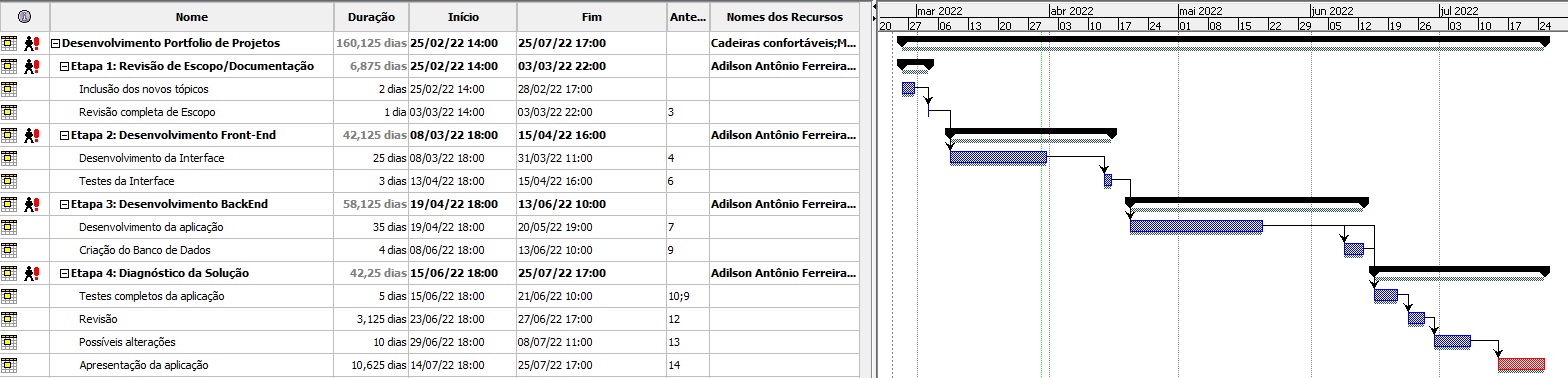 Nome Duração Início Fim Ante... Nomes dos Recursos
Desenvolvimento Portfolio de Projetos 160,125 dias 25/02/22 14:00 25/07/22 17:00 Cadeiras confortáveis;M...
Etapa 1: Revisão de Escopo/Documentação 6,875 dias 25/02/22 14:00 03/03/22 22:00 Adilson Antônio Ferreira...
Inclusão dos novos tópicos 2 dias 25/02/22 14:00 28/02/22 17:00
Revisão completa de Escopo 1 dia 03/03/22 14:00 03/03/22 22:00 3
Etapa 2: Desenvolvimento Front-End 42,125 dias 08/03/22 18:00 15/04/22 16:00 Adilson Antônio Ferreira...
Desenvolvimento da Interface 25 dias 08/03/22 18:00 31/03/22 11:00 4
Testes da Interface 3 dias 13/04/22 18:00 15/04/22 16:00 6
Etapa 3: Desenvolvimento BackEnd 58,125 dias 19/04/22 18:00 13/06/22 10:00 Adilson Antônio Ferreira...
Desenvolvimento da aplicação 35 dias 19/04/22 18:00 20/05/22 19:00 7
Criação do Banco de Dados 4 dias 08/06/22 18:00 13/06/22 10:00 9
Etapa 4: Diagnóstico da Solução 42,25 dias 15/06/22 18:00 25/07/22 17:00 Adilson Antônio Ferreira...
Testes completos da aplicação 5 dias 15/06/22 18:00 21/06/22 10:00 10;9
Revisão 3,125 dias 23/06/22 18:00 27/06/22 17:00 12
Possíveis alterações 10 dias 29/06/22 18:00 08/07/22 11:00 13
Apresentação da aplicação 10,625 dias 14/07/22 18:00 25/07/22 17:00 14
mar 2022 abr 2022 mai 2022 jun 2022 jul 2022
20 27 06 13 20 27 03 10 17 24 01 08 15 22 29 05 12 19 26 03 10 17 24